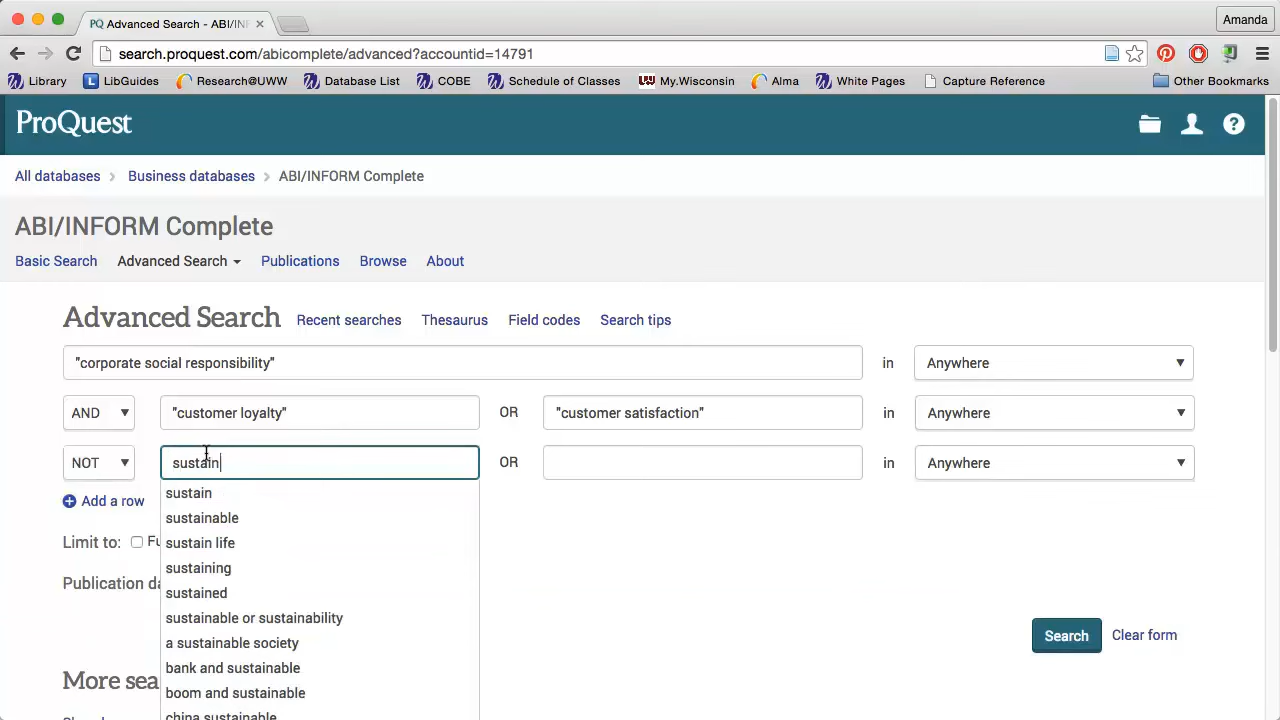 PQ Advanced Search - ABI/IN
Amanda
search.proquest.com/abicomplete/advanced?accountid=14791
Library LibGuides Research@UWW Database List COBE Schedule of Classes My.Wisconsin Alma White Pages Capture Reference Other Bookmarks
ProQuest
All databases Business databases ABI/INFORM Complete
ABI/INFORM Complete
Basic Search Advanced Search Publications Browse About
Advanced Search Recent searches Thesaurus Field codes Search tips
"corporate social responsibility" in Anywhere
AND "customer loyalty" OR "customer satisfaction" in Anywhere
NOT sustain OR in Anywhere
sustain
Add a row
sustainable
sustain life
Limit to: Fu
sustaining
Publication da
sustained
sustainable or sustainability
Search Clear form
a sustainable society
bank and sustainable
More sea
boom and sustainable
china sustainable